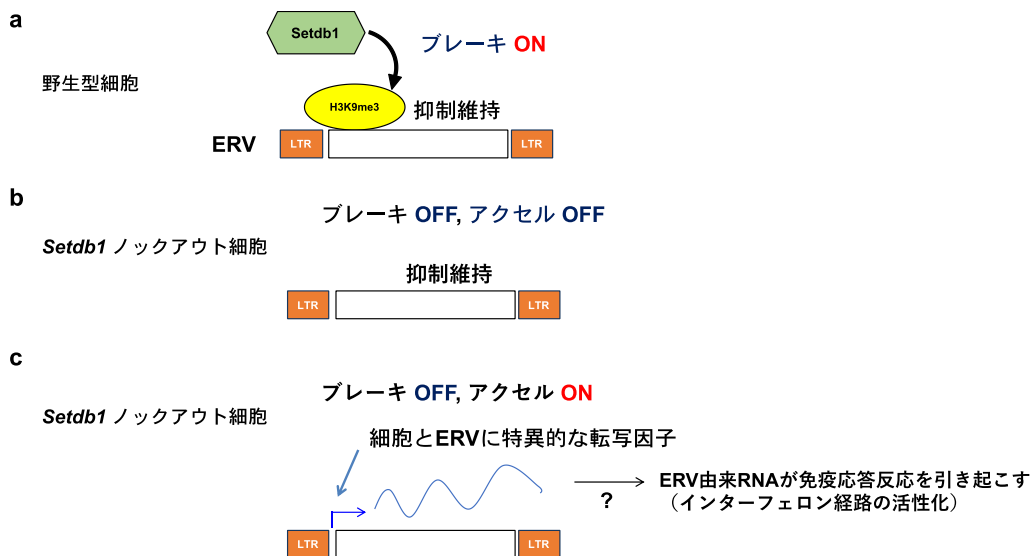 a
Setdb1
ブレーキ ON
野生型細胞
H3K9me3
抑制維持
ERV
LTR
LTR
b
ブレーキ OFF, アクセル OFF
Setdb1 ノックアウト細胞
抑制維持
LTR
LTR
c
ブレーキ OFF, アクセル ON
Setdb1 ノックアウト細胞
細胞とERVに特異的な転写因子
ERV由来RNAが免疫応答反応を引き起こす
?
（インターフェロン経路の活性化）
LTR
LTR